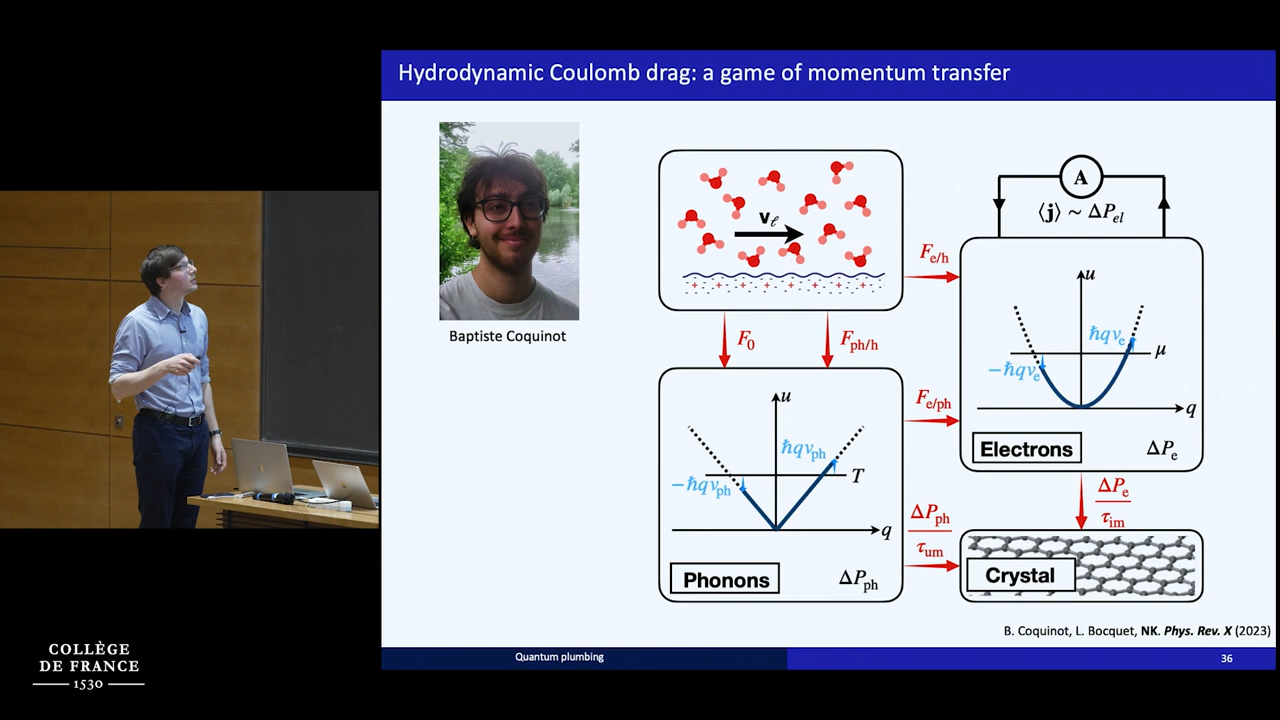 Hydrodynamic Coulomb drag: a game of momentum transfer
Baptiste Coquinot
vℓ
A
⟨j⟩ ∼ ΔP_el
F_e/h
F_0
F_ph/h
u
ħqv_e
−ħqv_e
μ
q
Electrons
ΔP_e
F_e/ph
u
ħqv_ph
−ħqv_ph
T
q
Phonons
ΔP_ph
ΔP_ph
τ_um
ΔP_e
τ_im
Crystal
B. Coquinot, L. Bocquet, NK. Phys. Rev. X (2023)
Quantum plumbing
36
COLLÈGE
DE FRANCE
1530